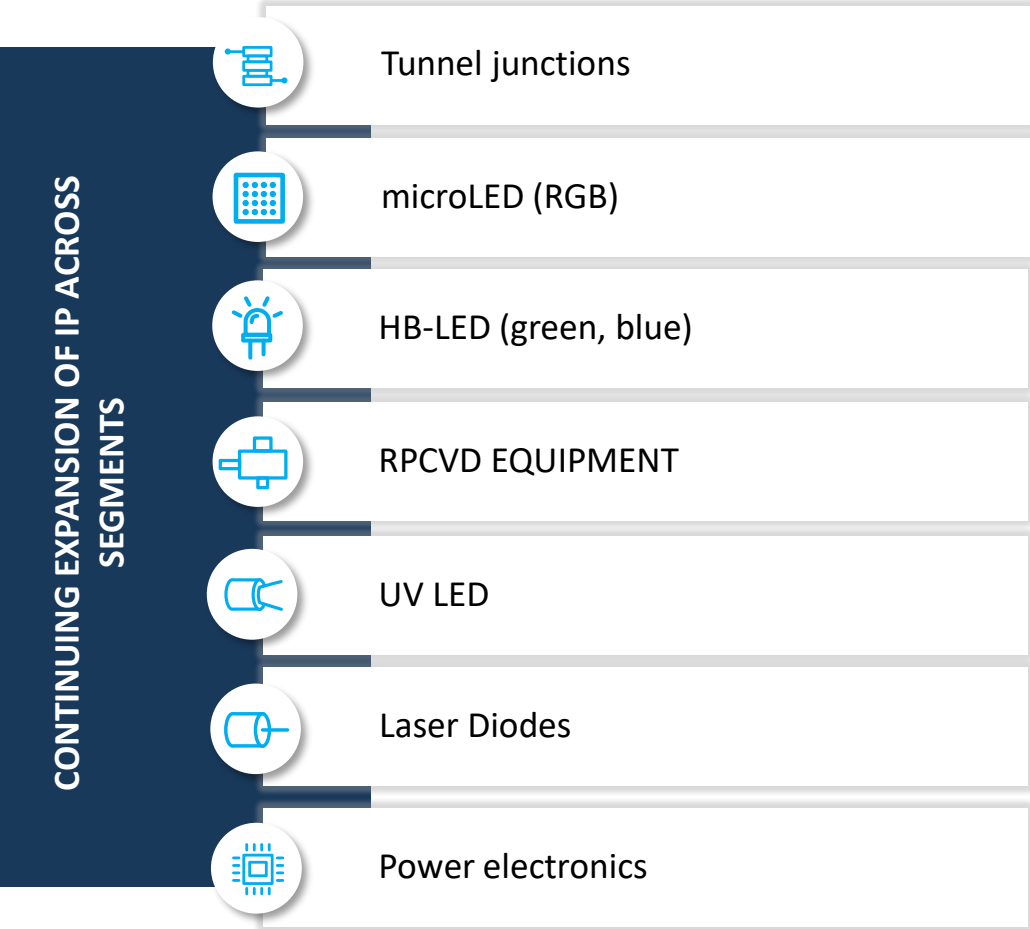 CONTINUING EXPANSION OF IP ACROSS
SEGMENTS
Tunnel junctions
microLED (RGB)
HB-LED (green, blue)
RPCVD EQUIPMENT
UV LED
Laser Diodes
Power electronics